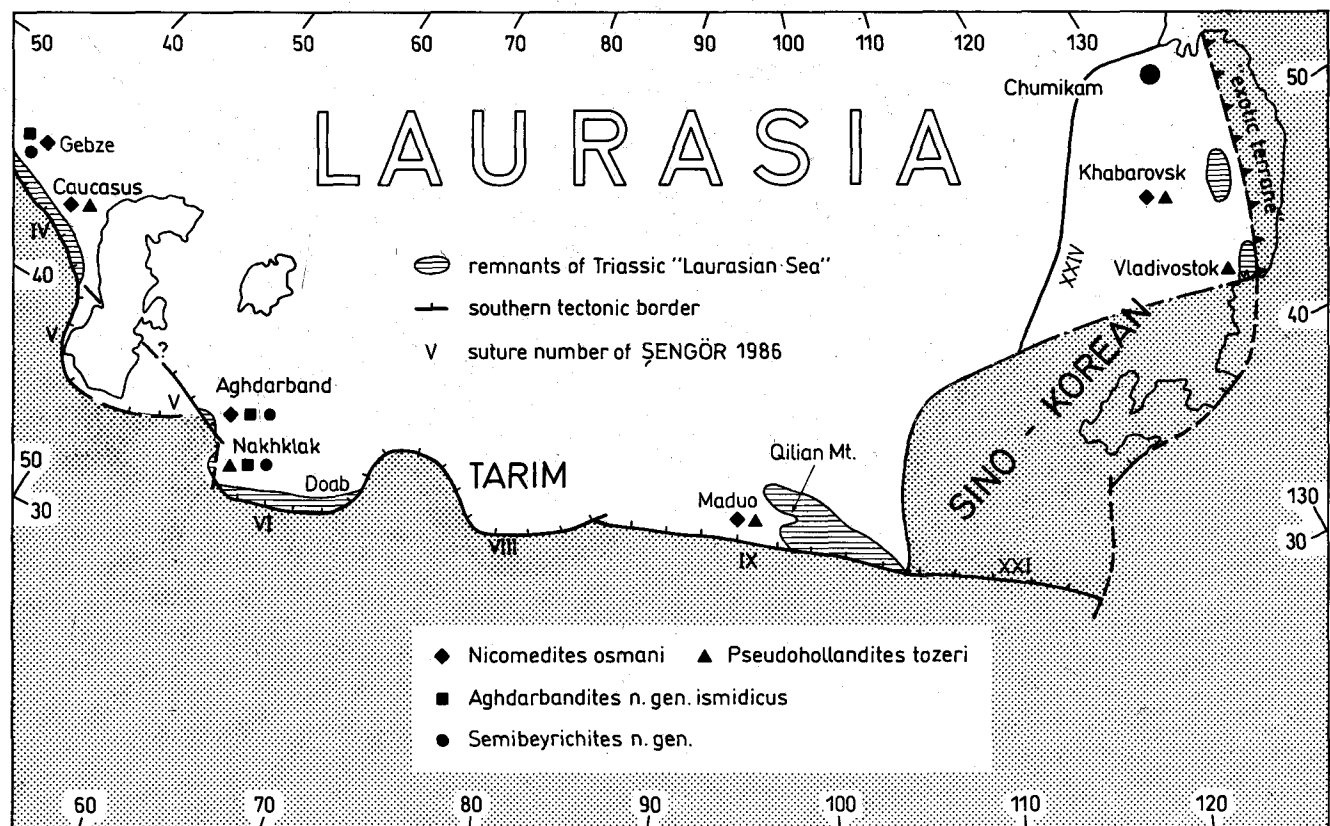 50 40 50 60 70 80 90 100 110 120 130
50
Chumikam
exotic terrane
LAURASIA
Gebze
Caucasus
Khabarovsk
IV
40
remnants of Triassic "Laurasian Sea"
XXIV
Vladivostok
southern tectonic border
40
V
?
V suture number of ŞENGÖR 1986
Aghdarband
V
SINO - KOREAN
Nakhklak
Qilian Mt.
50
Doab
TARIM
Maduo
130
30
VI
VIII
IX
30
XXI
Nicomedites osmani
Pseudohollandites tozeri
Aghdarbandites n. gen. ismidicus
Semibeyrichites n. gen.
60 70 80 90 100 110 120